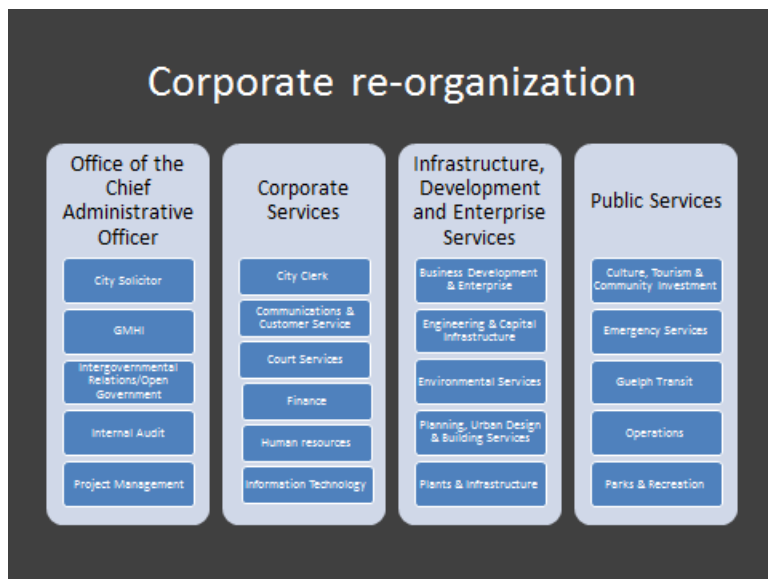 Corporate re-organization
Office of the
Chief
Administrative
Officer
City Solicitor
GMHI
Intergovernmental
Relations/Open
Government
Internal Audit
Project Management
Corporate
Services
City Clerk
Communications &
Customer Service
Court Services
Finance
Human resources
Information Technology
Infrastructure,
Development
and Enterprise
Services
Business Development
& Enterprise
Engineering & Capital
Infrastructure
Environmental Services
Planning, Urban Design
& Building Services
Plants & Infrastructure
Public Services
Culture, Tourism &
Community Investment
Emergency Services
Guelph Transit
Operations
Parks & Recreation